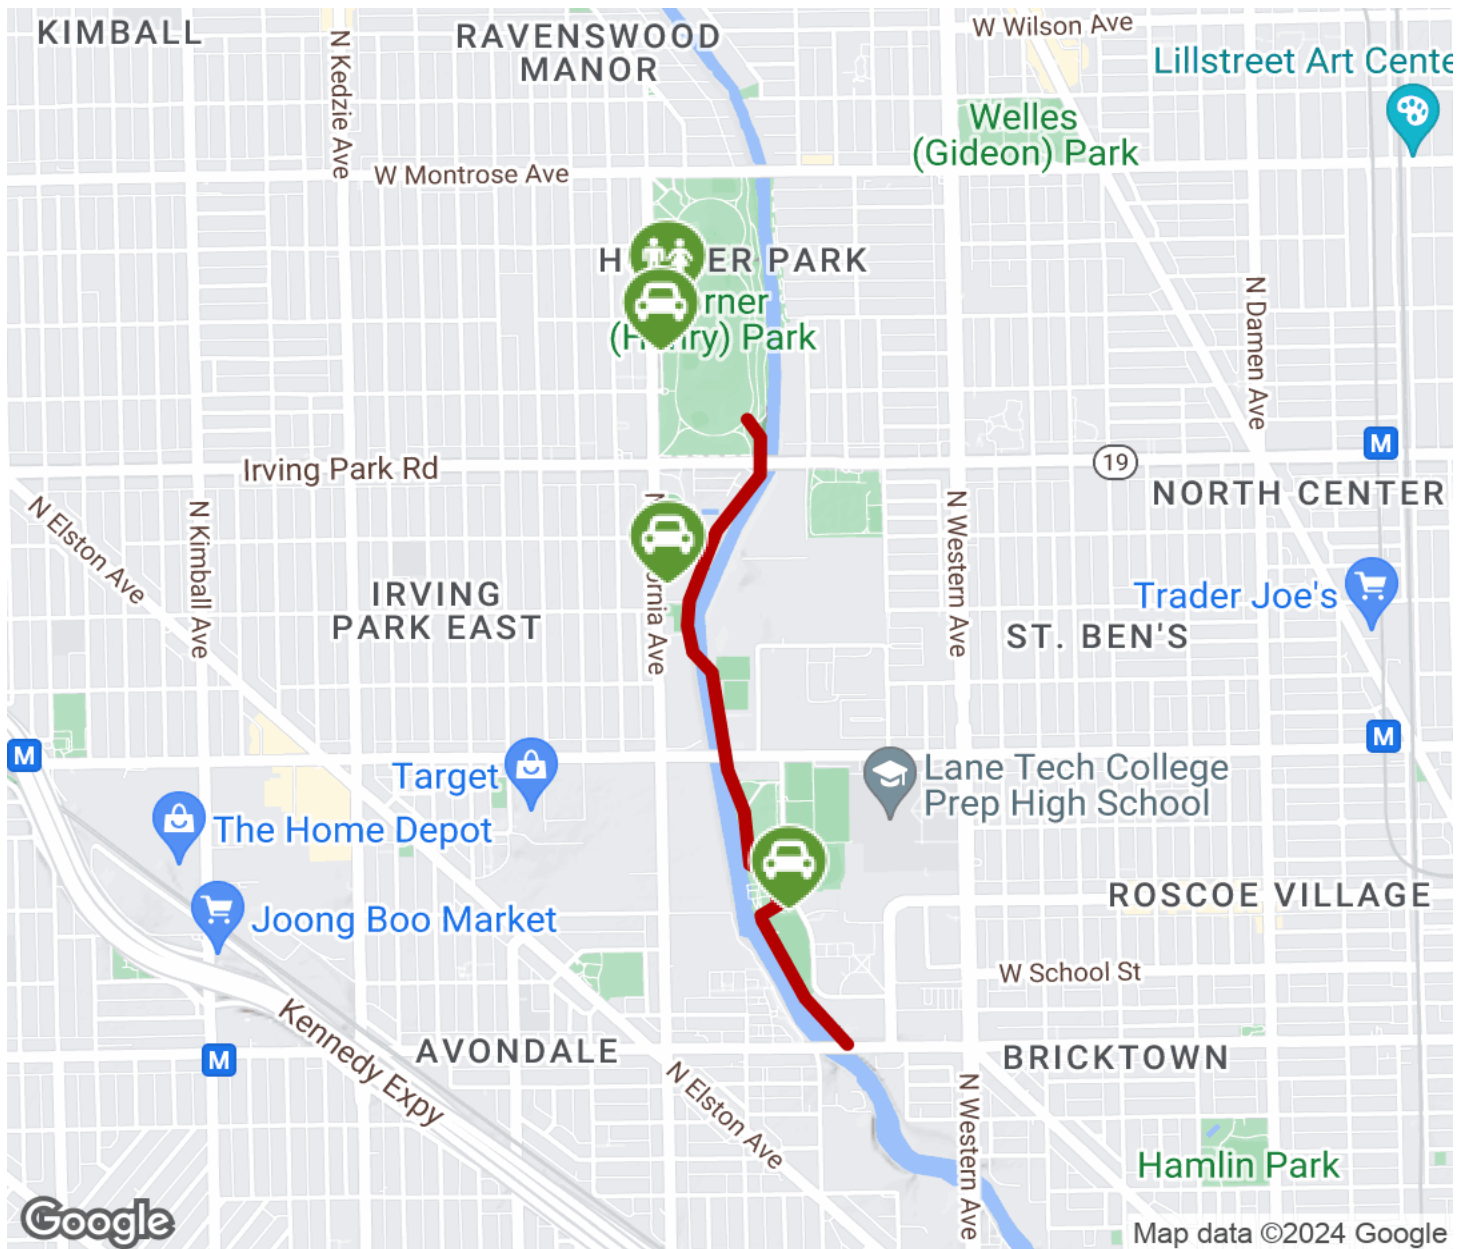 KIMBALL
N Kedzie Ave
RAVENSWOOD
MANOR
W Wilson Ave
Lillstreet Art Cente
Welles
(Gideon) Park
W Montrose Ave
H ER PARK
rner
(H nry) Park
N Damen Ave
Irving Park Rd
19
M
NORTH CENTER
N Elston Ave
N Kimball Ave
N
ornia Ave
N Western Ave
IRVING
PARK EAST
Trader Joe's
ST. BEN'S
M
M
Target
Lane Tech College
Prep High School
The Home Depot
ROSCOE VILLAGE
Joong Boo Market
W School St
Kennedy Expy
AVONDALE
M
BRICKTOWN
N Elston Ave
N Western Ave
Hamlin Park
Google
Map data ©2024 Google